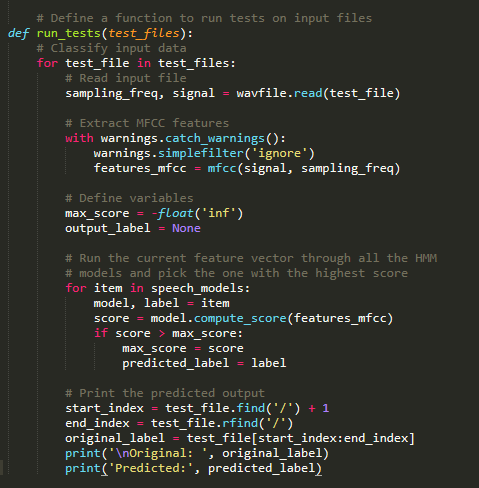 # Define a function to run tests on input files
def run_tests(test_files):
    # Classify input data
    for test_file in test_files:
        # Read input file
        sampling_freq, signal = wavfile.read(test_file)

        # Extract MFCC features
        with warnings.catch_warnings():
            warnings.simplefilter('ignore')
            features_mfcc = mfcc(signal, sampling_freq)

        # Define variables
        max_score = -float('inf')
        output_label = None

        # Run the current feature vector through all the HMM
        # models and pick the one with the highest score
        for item in speech_models:
            model, label = item
            score = model.compute_score(features_mfcc)
            if score > max_score:
                max_score = score
                predicted_label = label

        # Print the predicted output
        start_index = test_file.find('/') + 1
        end_index = test_file.rfind('/')
        original_label = test_file[start_index:end_index]
        print('\nOriginal: ', original_label)
        print('Predicted:', predicted_label)